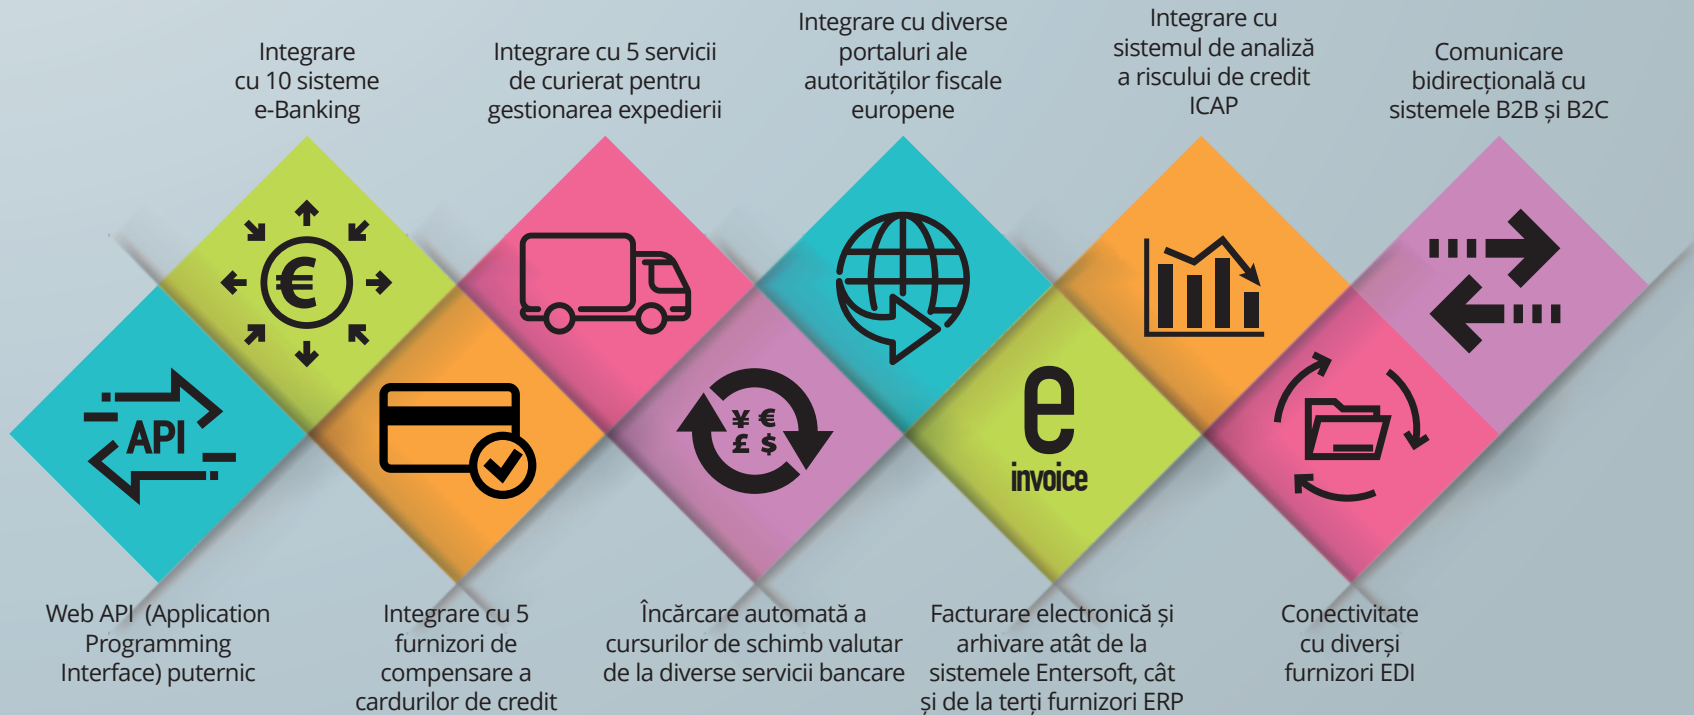 Integrare
cu 10 sisteme
e-Banking
Integrare cu 5 servicii
de curierat pentru
gestionarea expedierii
Integrare cu diverse
portaluri ale
autorităților fiscale
europene
Integrare cu
sistemul de analiză
a riscului de credit
ICAP
Comunicare
bidirecțională cu
sistemele B2B și B2C
€
API
¥ €
£ $
e
invoice
Web API (Application
Programming
Interface) puternic
Integrare cu 5
furnizori de
compensare a
cardurilor de credit
Încărcare automată a
cursurilor de schimb valutar
de la diverse servicii bancare
Facturare electronică și
arhivare atât de la
sistemele Entersoft, cât
și de la terți furnizori ERP
Conectivitate
cu diverși
furnizori EDI